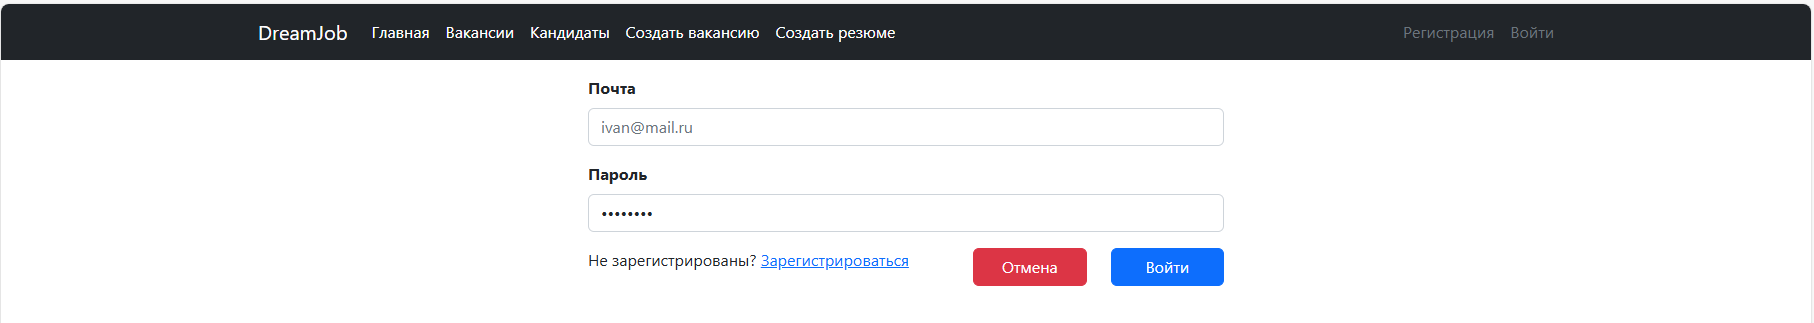 DreamJob Главная Вакансии Кандидаты Создать вакансию Создать резюме Регистрация Войти
Почта
ivan@mail.ru
Пароль
••••••••
Не зарегистрированы? Зарегистрироваться Отмена Войти